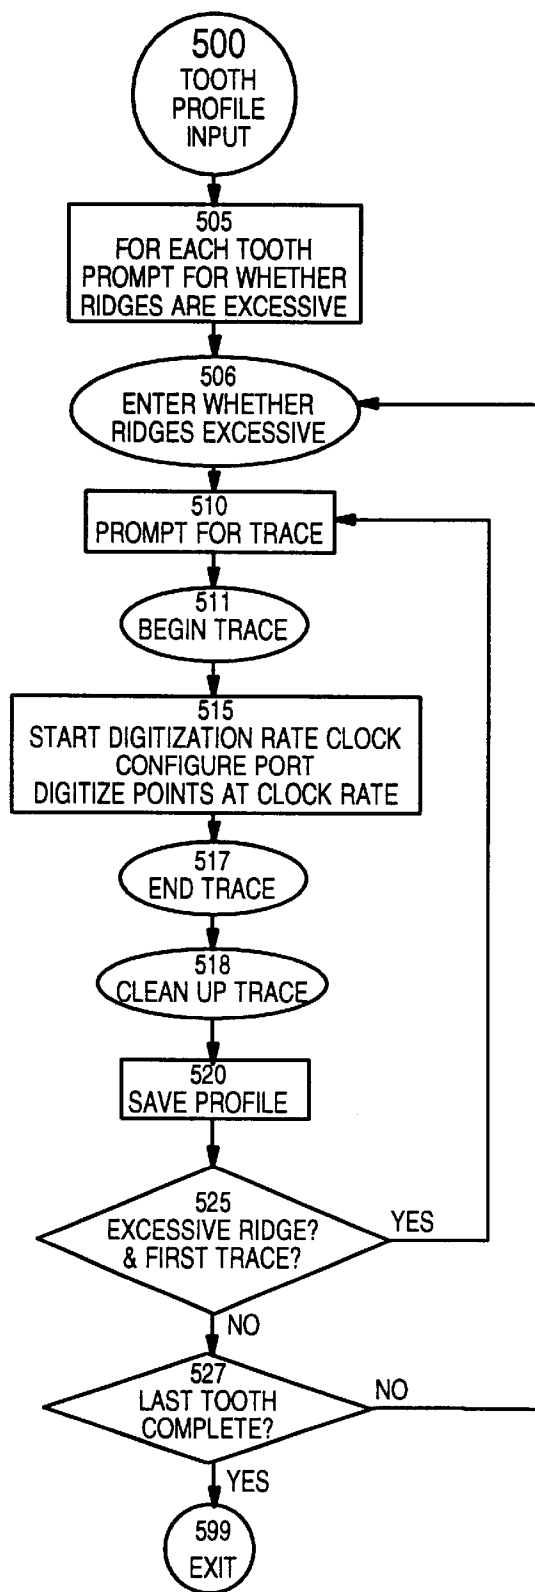 500
TOOTH
PROFILE
INPUT
505
FOR EACH TOOTH
PROMPT FOR WHETHER
RIDGES ARE EXCESSIVE
506
ENTER WHETHER
RIDGES EXCESSIVE
510
PROMPT FOR TRACE
511
BEGIN TRACE
515
START DIGITIZATION RATE CLOCK
CONFIGURE PORT
DIGITIZE POINTS AT CLOCK RATE
517
END TRACE
518
CLEAN UP TRACE
520
SAVE PROFILE
525
EXCESSIVE RIDGE?
& FIRST TRACE?
YES
NO
527
LAST TOOTH
COMPLETE?
NO
YES
599
EXIT